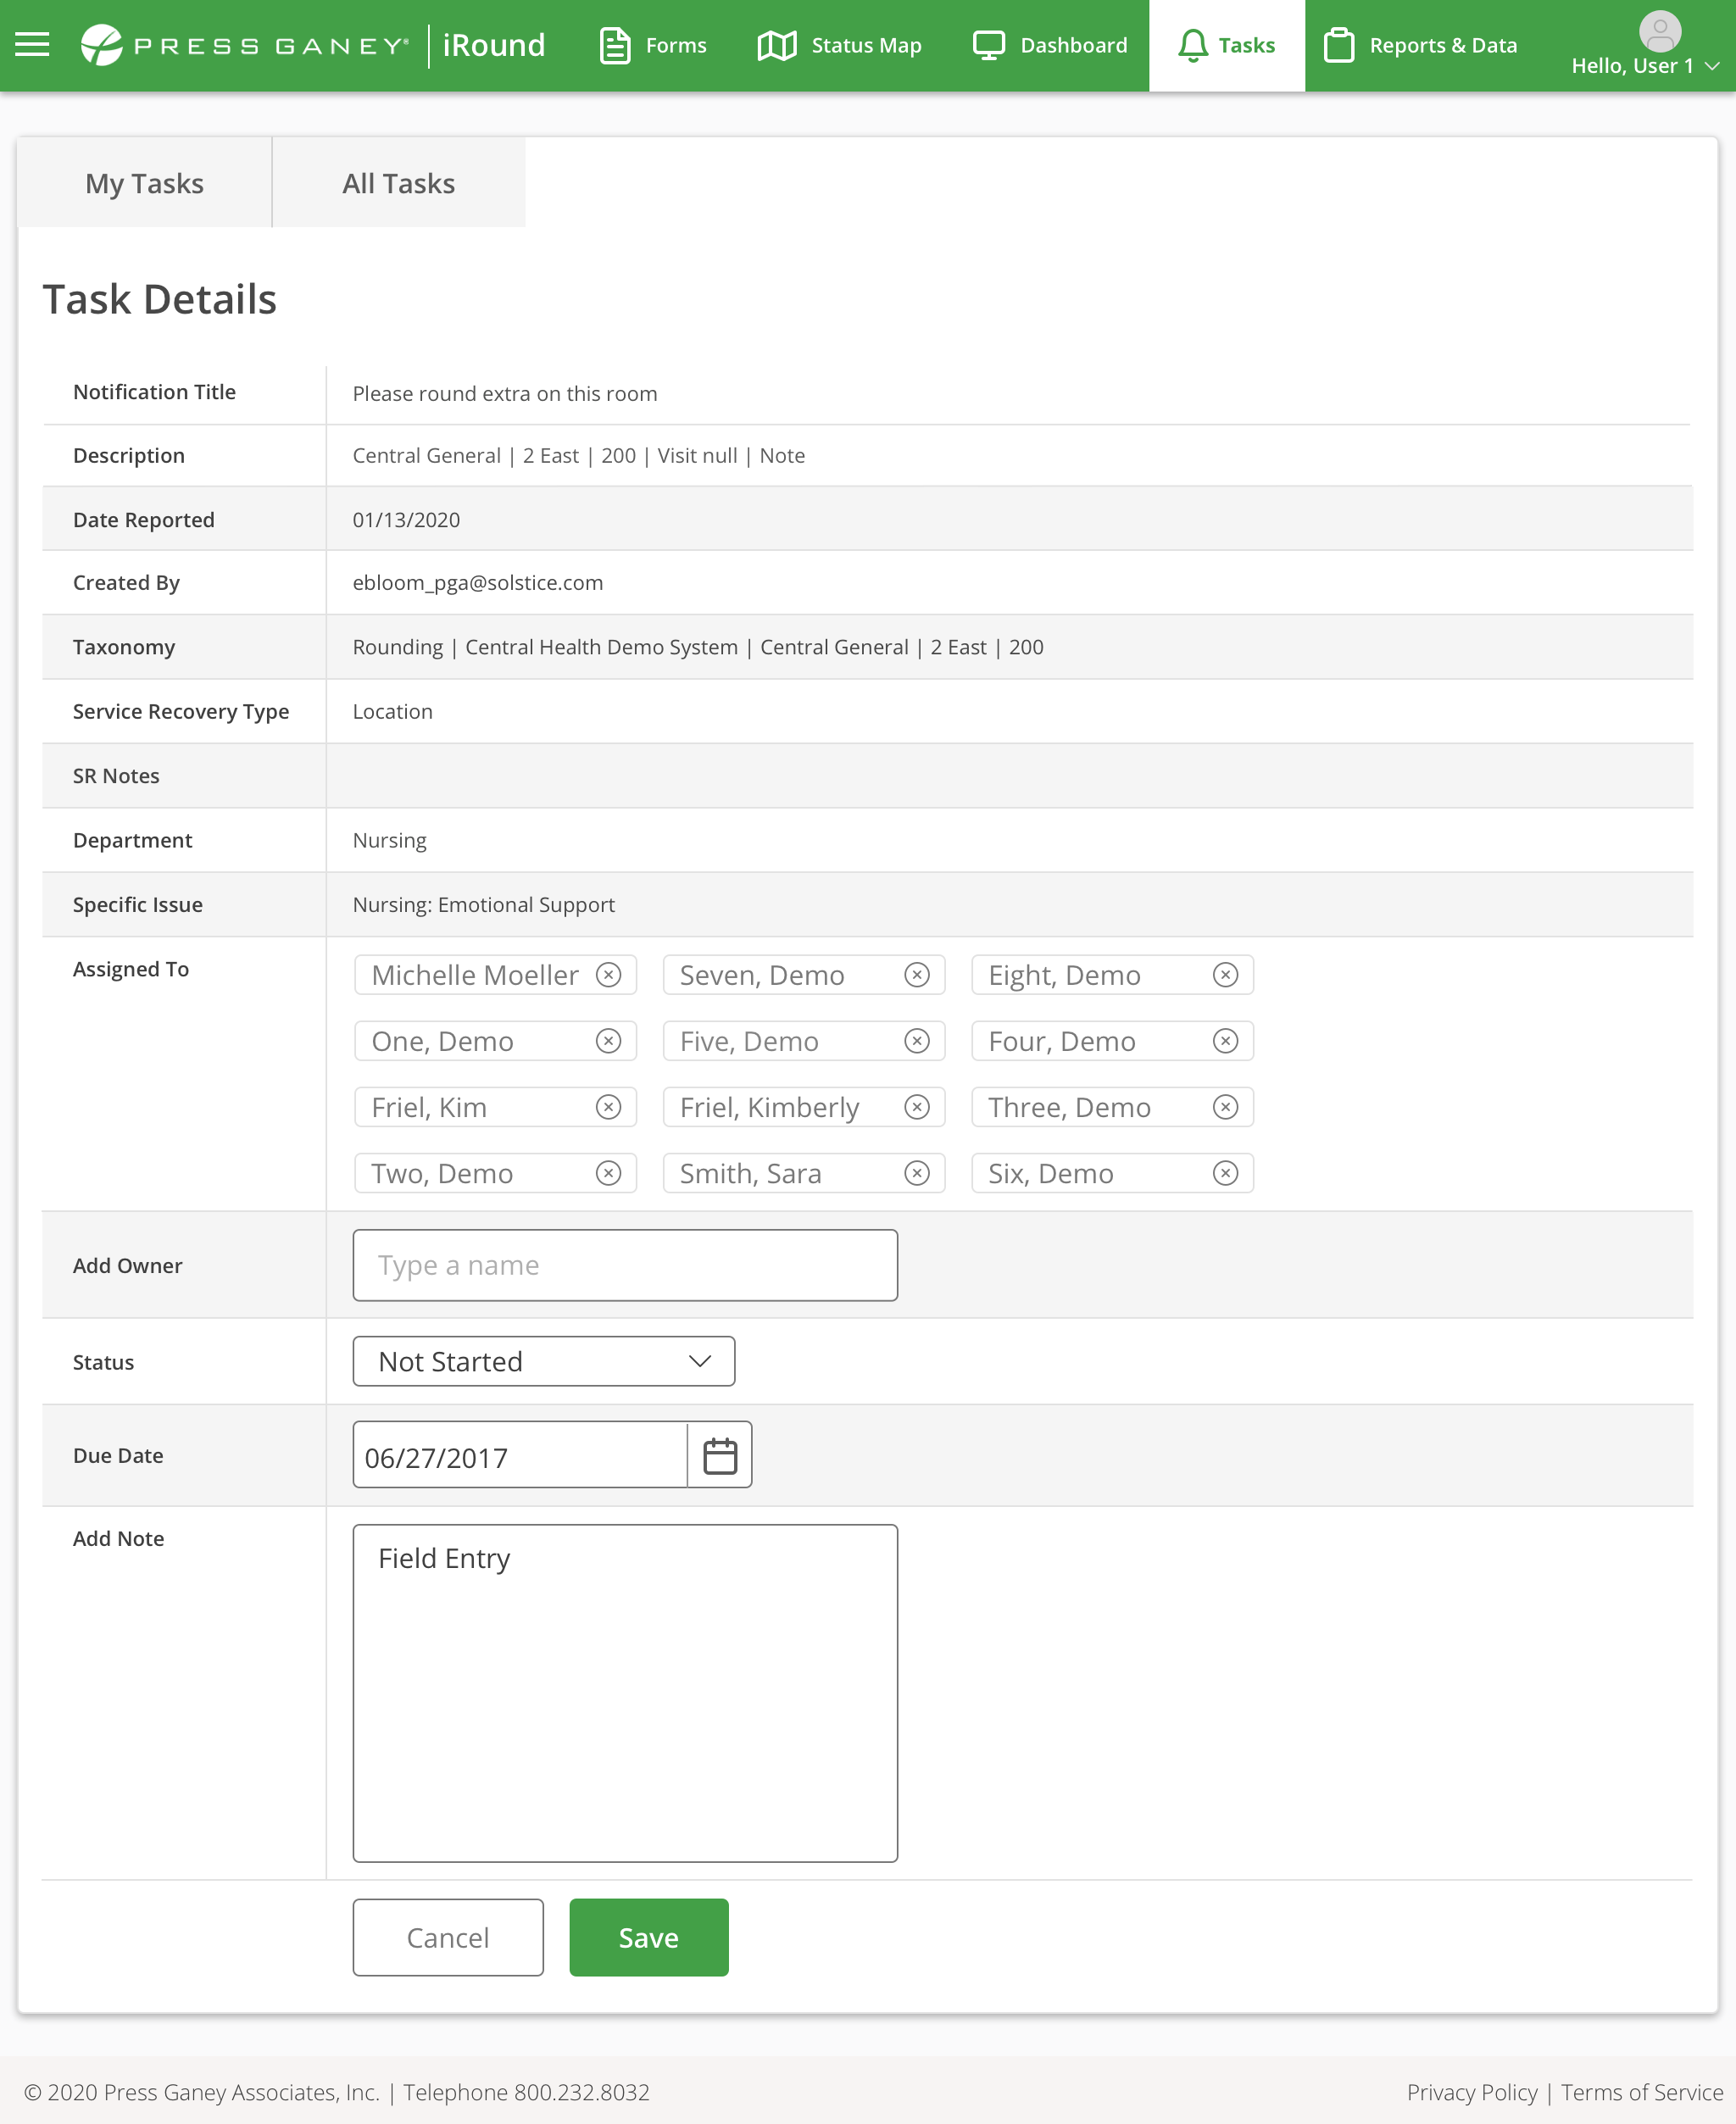 PRESS GANEY® iRound Forms Status Map Dashboard Tasks Reports & Data
Hello, User 1
My Tasks All Tasks
Task Details
Notification Title Please round extra on this room
Description Central General | 2 East | 200 | Visit null | Note
Date Reported 01/13/2020
Created By ebloom_pga@solstice.com
Taxonomy Rounding | Central Health Demo System | Central General | 2 East | 200
Service Recovery Type Location
SR Notes
Department Nursing
Specific Issue Nursing: Emotional Support
Assigned To Michelle Moeller Seven, Demo Eight, Demo
One, Demo Five, Demo Four, Demo
Friel, Kim Friel, Kimberly Three, Demo
Two, Demo Smith, Sara Six, Demo
Add Owner Type a name
Status Not Started
Due Date 06/27/2017
Add Note Field Entry
Cancel Save
© 2020 Press Ganey Associates, Inc. | Telephone 800.232.8032 Privacy Policy | Terms of Service